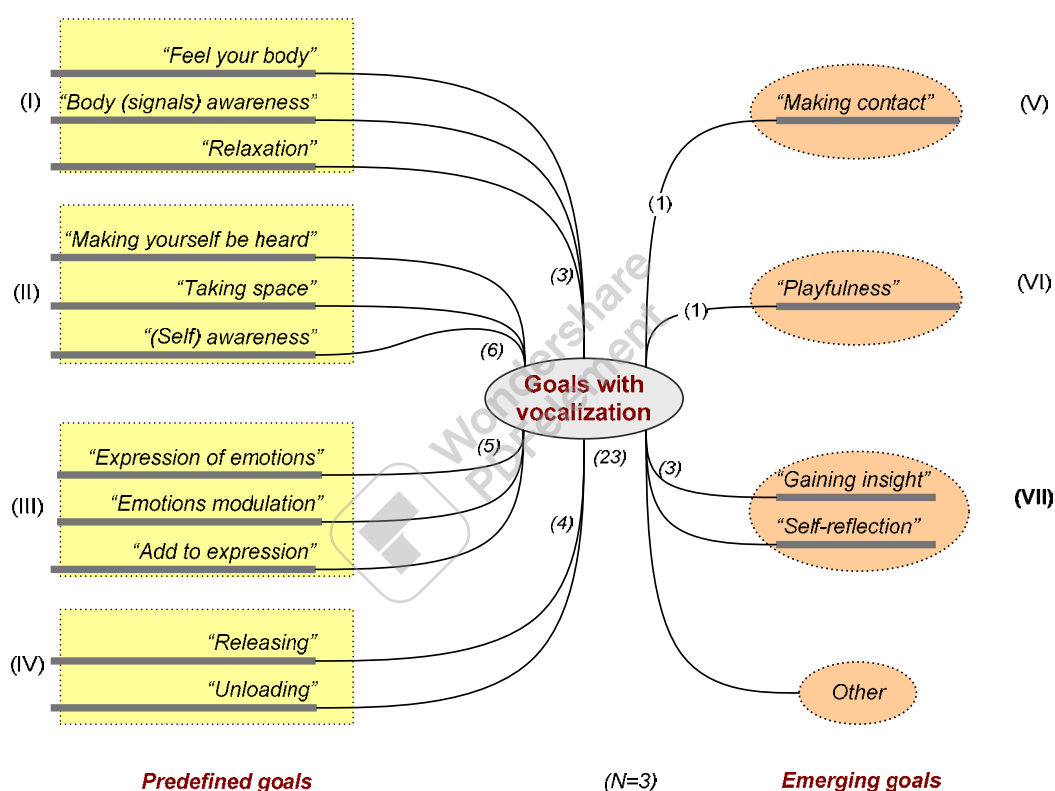 “Feel your body”
(I)
“Body (signals) awareness”
“Relaxation”
“Making yourself be heard”
(II)
“Taking space”
“(Self) awareness”
“Expression of emotions”
(III)
“Emotions modulation”
“Add to expression”
“Releasing”
(IV)
“Unloading”
Predefined goals
(3)
(6)
Goals with
vocalization
(5)
(23)
(4)
(N=3)
“Making contact”
(V)
(1)
“Playfulness”
(VI)
(1)
(3)
“Gaining insight”
(VII)
“Self-reflection”
Other
Emerging goals
Wondershare
PDFelement